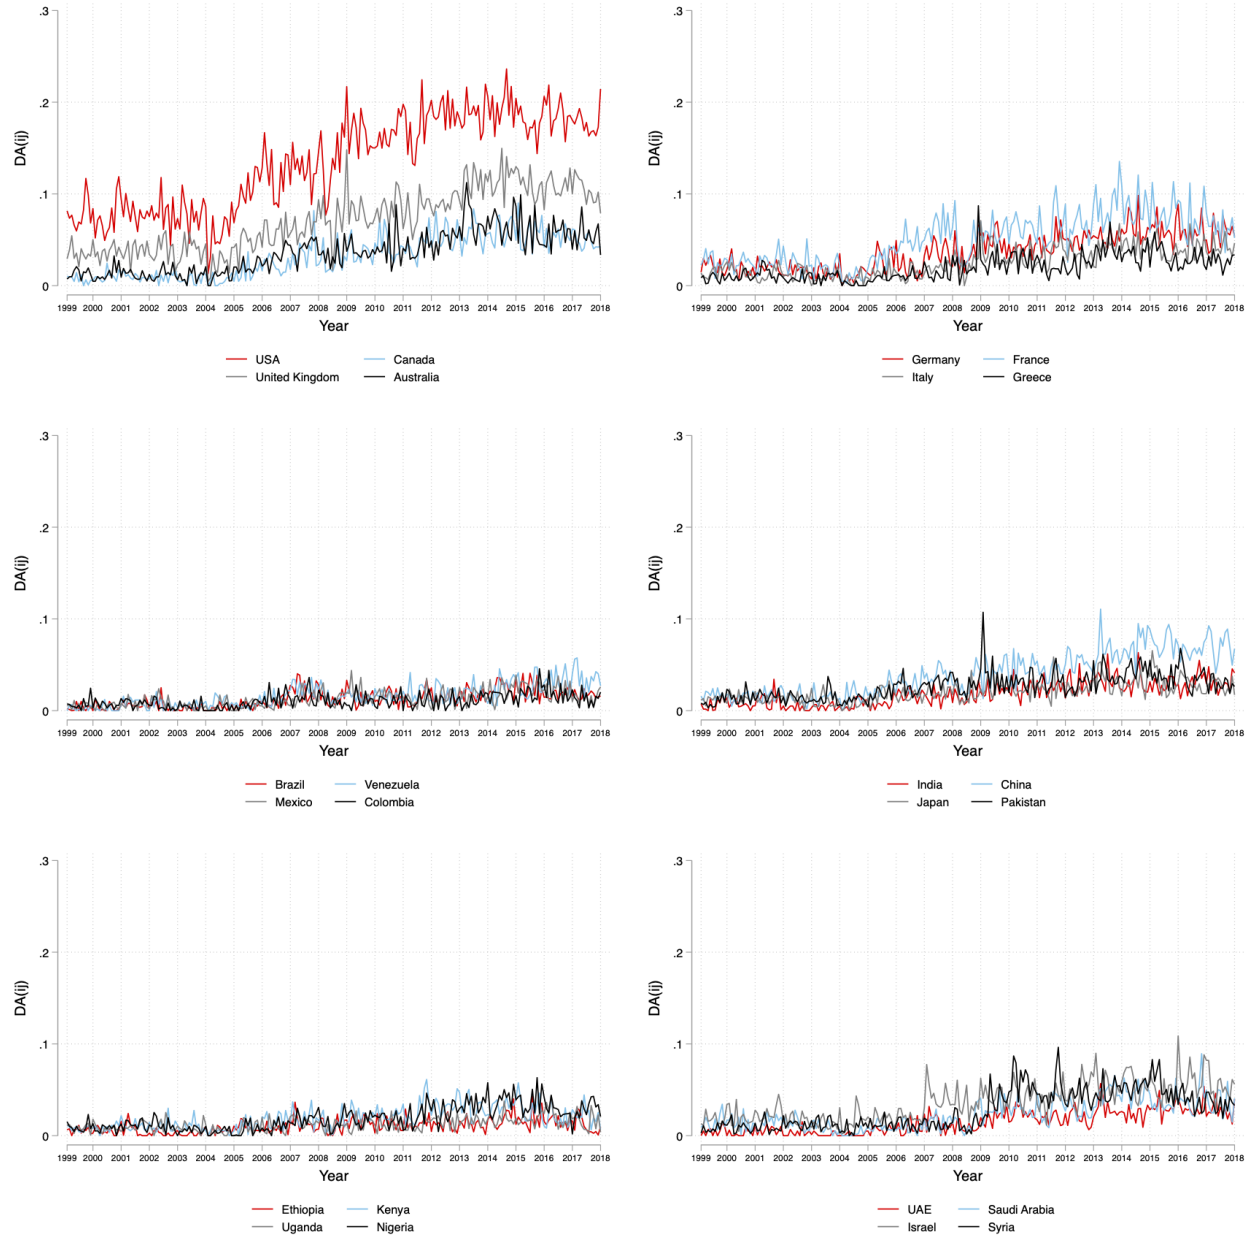 .3
.2
.1
0
DA(ij)
1999 2000 2001 2002 2003 2004 2005 2006 2007 2008 2009 2010 2011 2012 2013 2014 2015 2016 2017 2018
Year
USA Canada
United Kingdom Australia
.3
.2
.1
0
DA(ij)
1999 2000 2001 2002 2003 2004 2005 2006 2007 2008 2009 2010 2011 2012 2013 2014 2015 2016 2017 2018
Year
Germany France
Italy Greece
.3
.2
.1
0
DA(ij)
1999 2000 2001 2002 2003 2004 2005 2006 2007 2008 2009 2010 2011 2012 2013 2014 2015 2016 2017 2018
Year
Brazil Venezuela
Mexico Colombia
.3
.2
.1
0
DA(ij)
1999 2000 2001 2002 2003 2004 2005 2006 2007 2008 2009 2010 2011 2012 2013 2014 2015 2016 2017 2018
Year
India China
Japan Pakistan
.3
.2
.1
0
DA(ij)
1999 2000 2001 2002 2003 2004 2005 2006 2007 2008 2009 2010 2011 2012 2013 2014 2015 2016 2017 2018
Year
Ethiopia Kenya
Uganda Nigeria
.3
.2
.1
0
DA(ij)
1999 2000 2001 2002 2003 2004 2005 2006 2007 2008 2009 2010 2011 2012 2013 2014 2015 2016 2017 2018
Year
UAE Saudi Arabia
Israel Syria